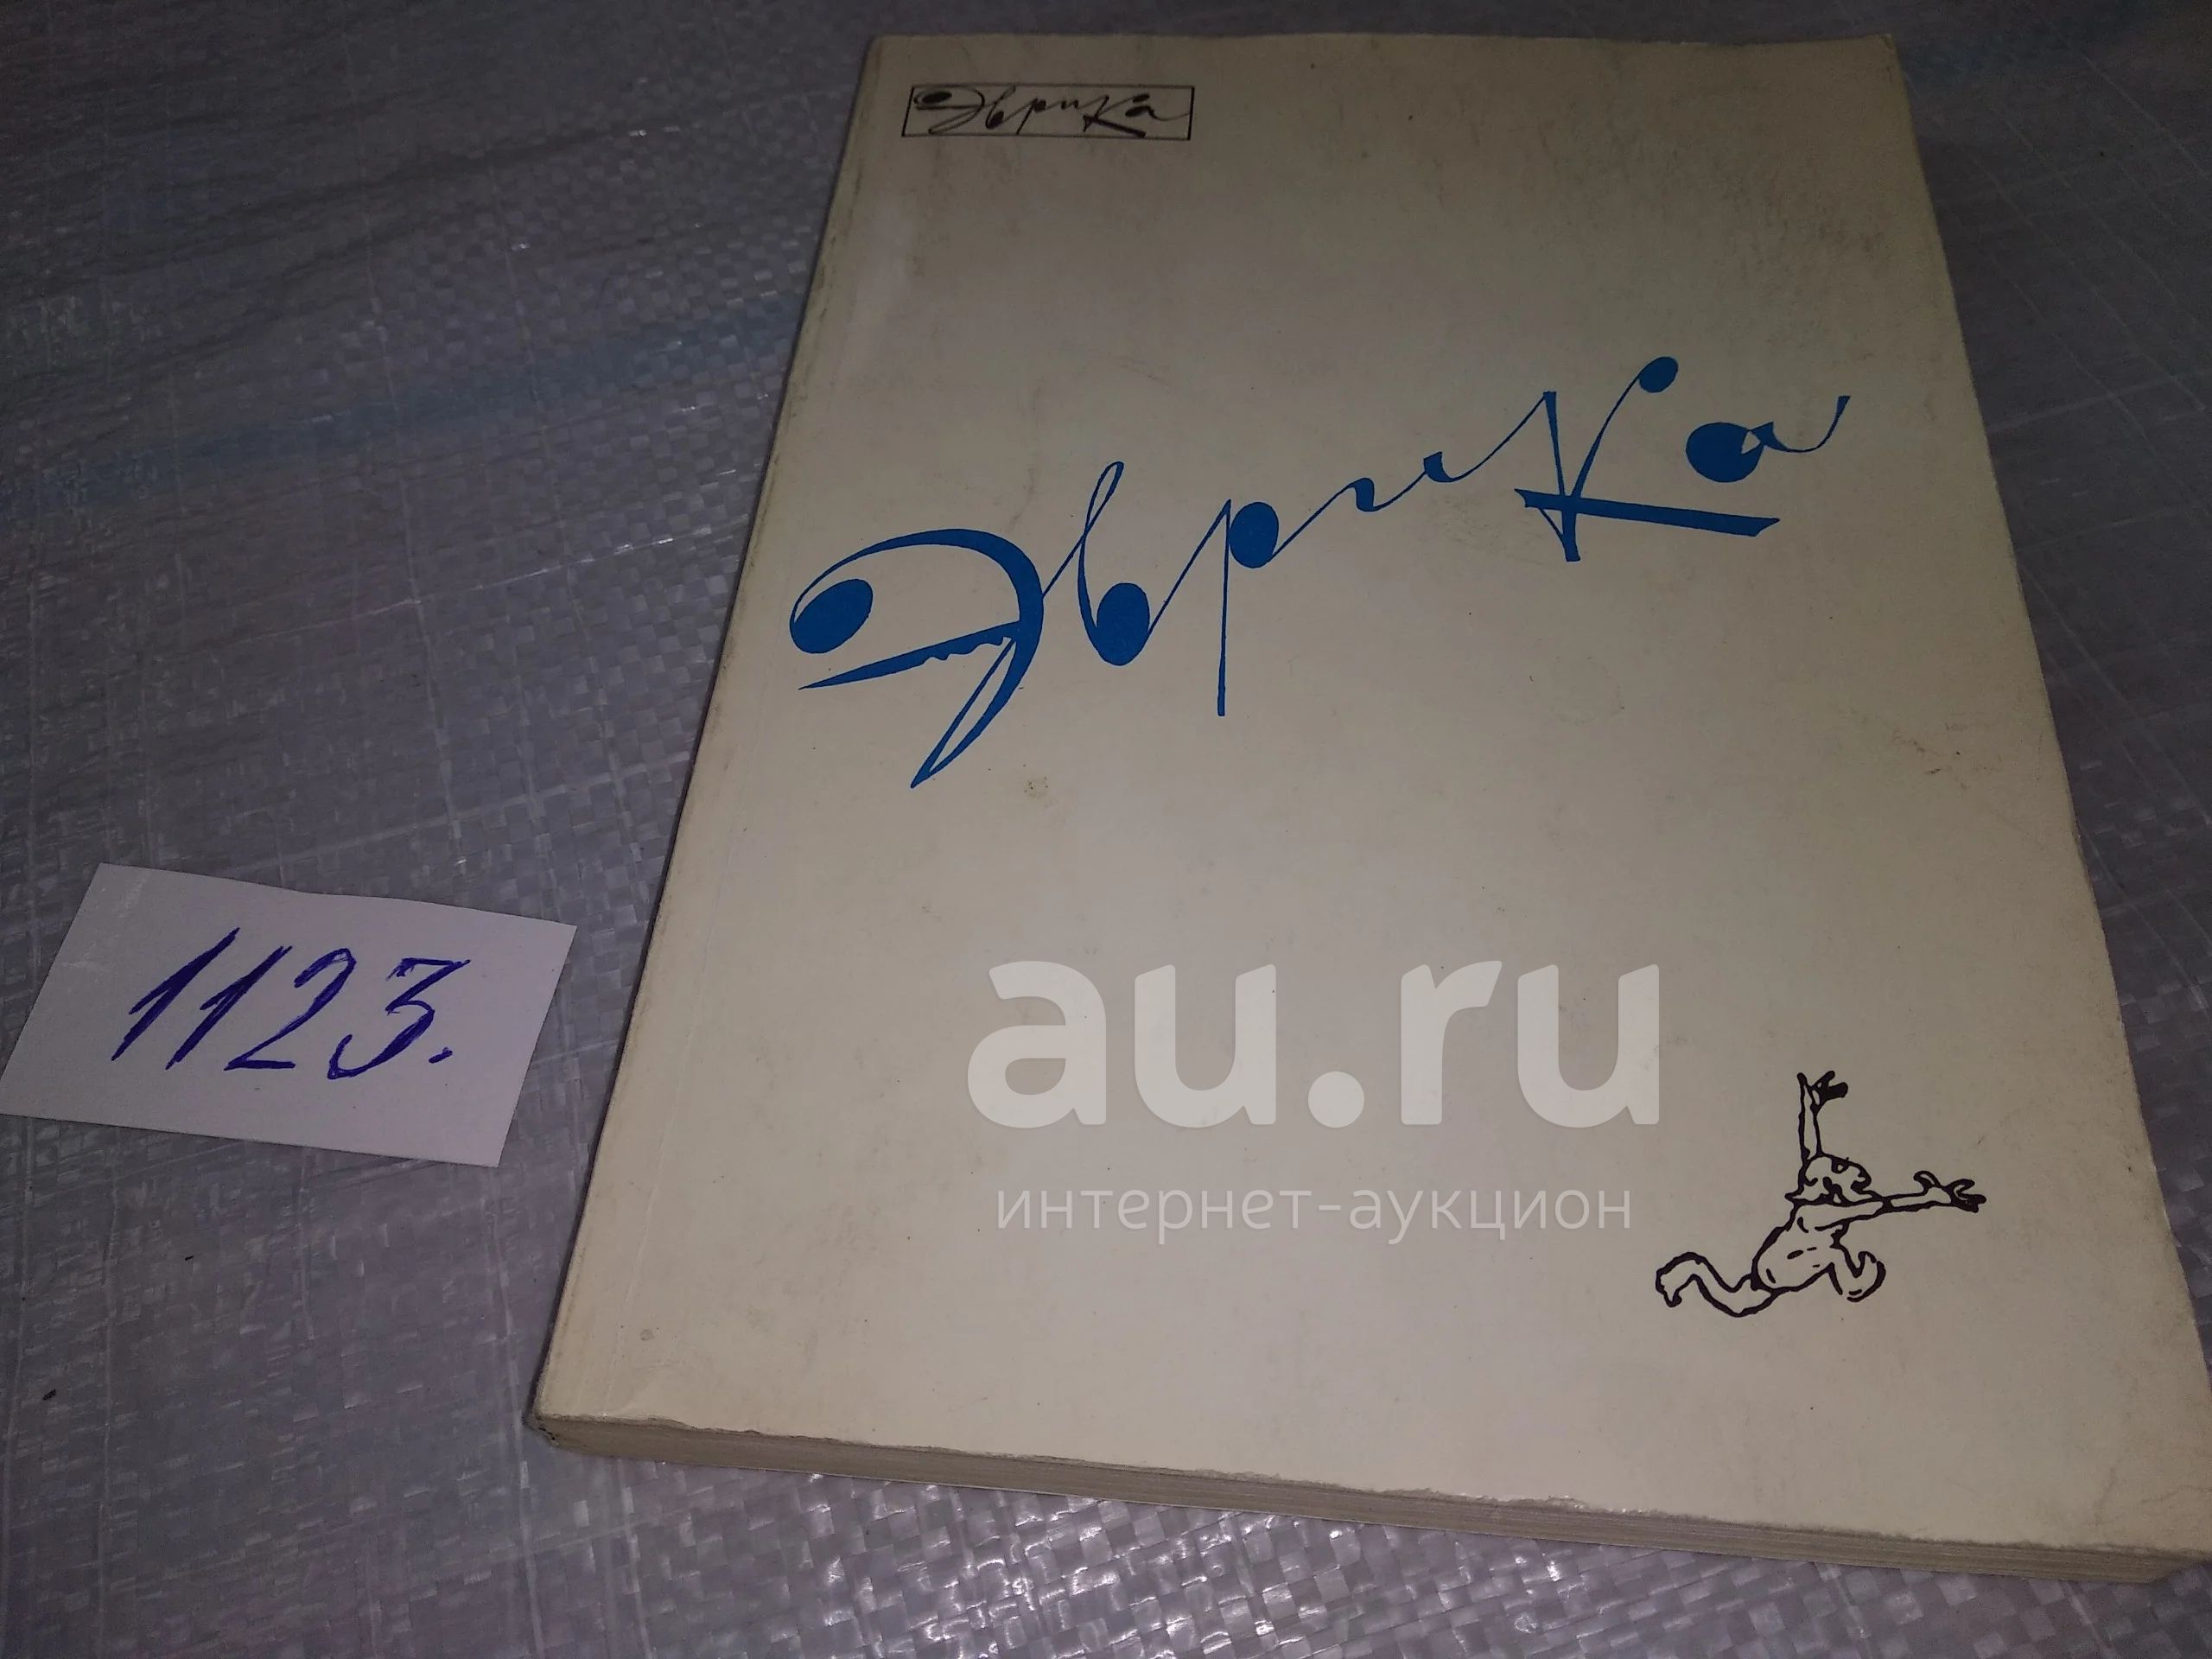 Эврика
Эврика
1123.
au.ru
интернет-аукцион